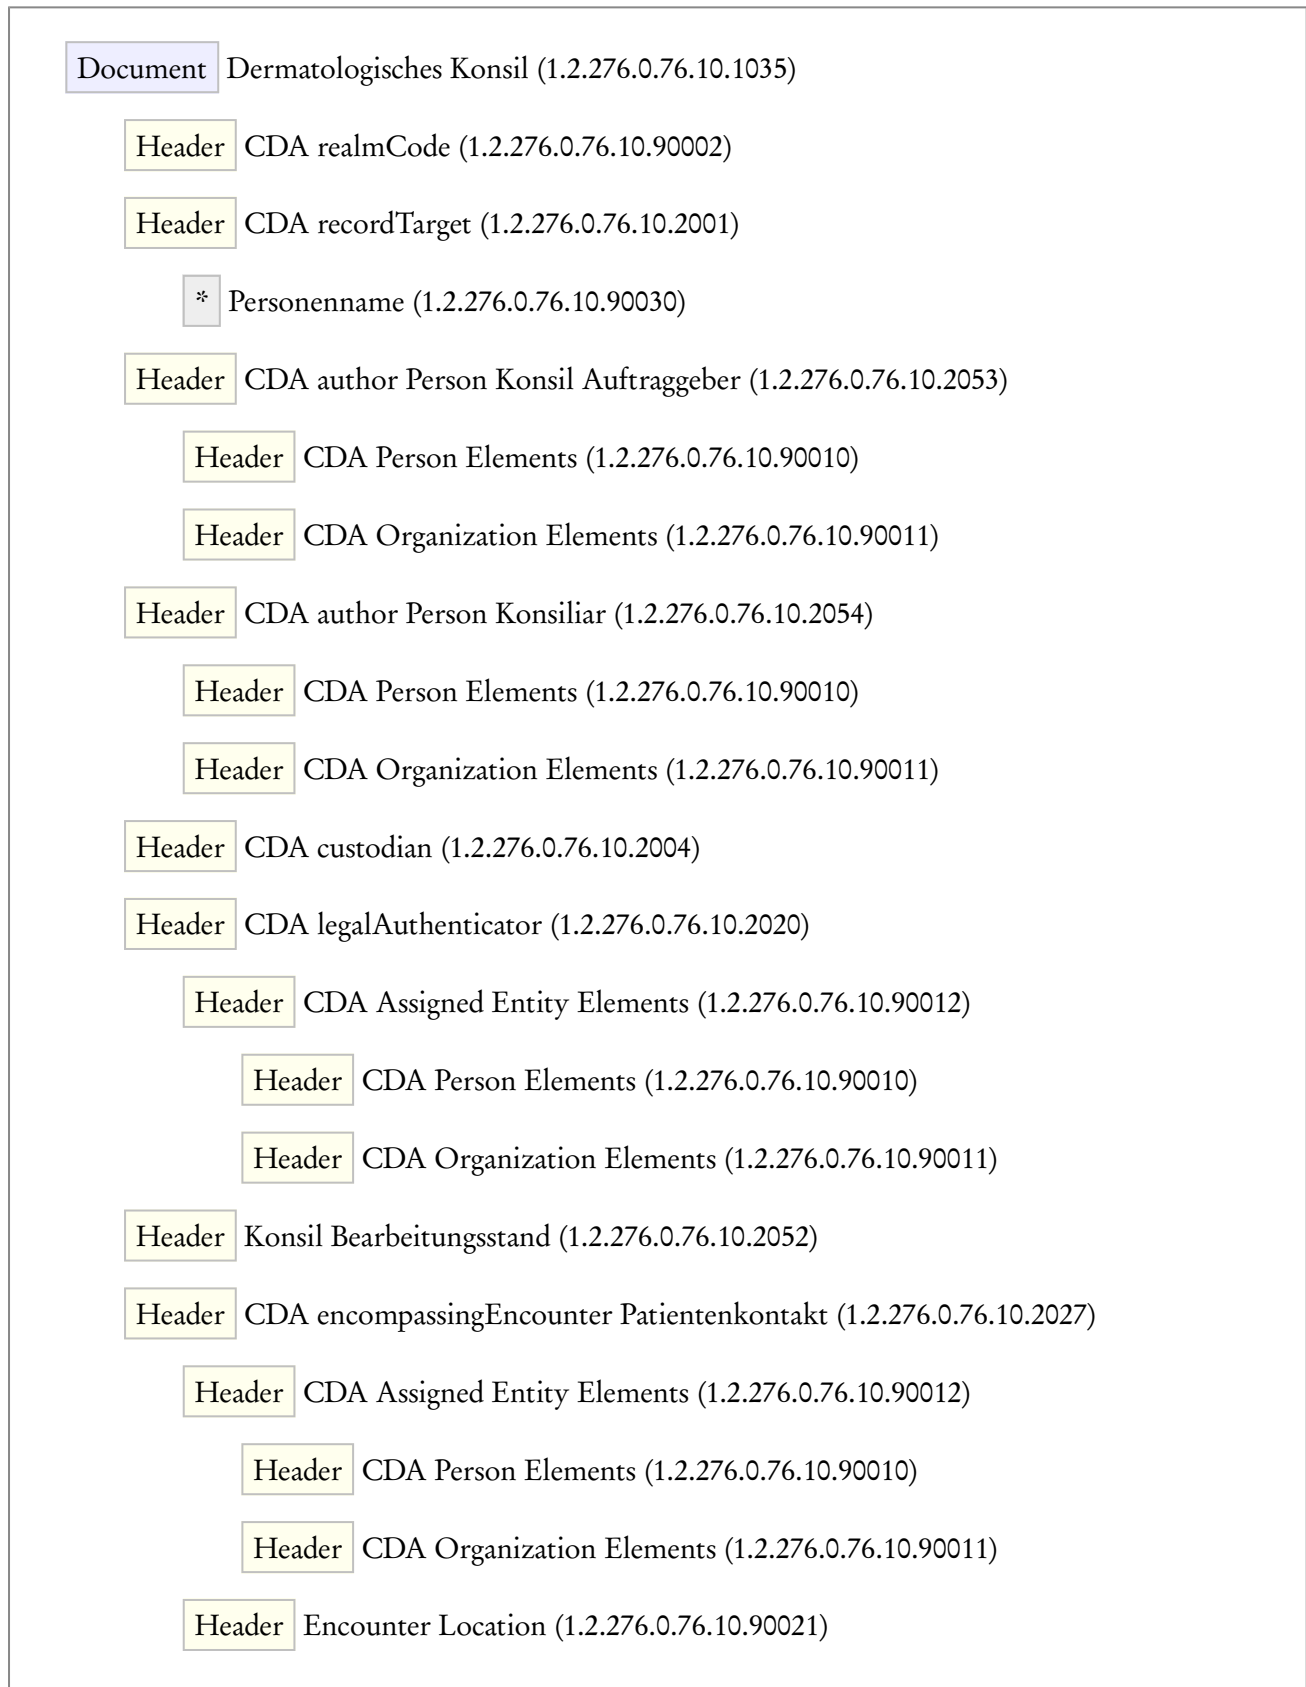 Document Dermatologisches Konsil (1.2.276.0.76.10.1035)
Header CDA realmCode (1.2.276.0.76.10.90002)
Header CDA recordTarget (1.2.276.0.76.10.2001)
* Personenname (1.2.276.0.76.10.90030)
Header CDA author Person Konsil Auftraggeber (1.2.276.0.76.10.2053)
Header CDA Person Elements (1.2.276.0.76.10.90010)
Header CDA Organization Elements (1.2.276.0.76.10.90011)
Header CDA author Person Konsiliar (1.2.276.0.76.10.2054)
Header CDA Person Elements (1.2.276.0.76.10.90010)
Header CDA Organization Elements (1.2.276.0.76.10.90011)
Header CDA custodian (1.2.276.0.76.10.2004)
Header CDA legalAuthenticator (1.2.276.0.76.10.2020)
Header CDA Assigned Entity Elements (1.2.276.0.76.10.90012)
Header CDA Person Elements (1.2.276.0.76.10.90010)
Header CDA Organization Elements (1.2.276.0.76.10.90011)
Header Konsil Bearbeitungsstand (1.2.276.0.76.10.2052)
Header CDA encompassingEncounter Patientenkontakt (1.2.276.0.76.10.2027)
Header CDA Assigned Entity Elements (1.2.276.0.76.10.90012)
Header CDA Person Elements (1.2.276.0.76.10.90010)
Header CDA Organization Elements (1.2.276.0.76.10.90011)
Header Encounter Location (1.2.276.0.76.10.90021)